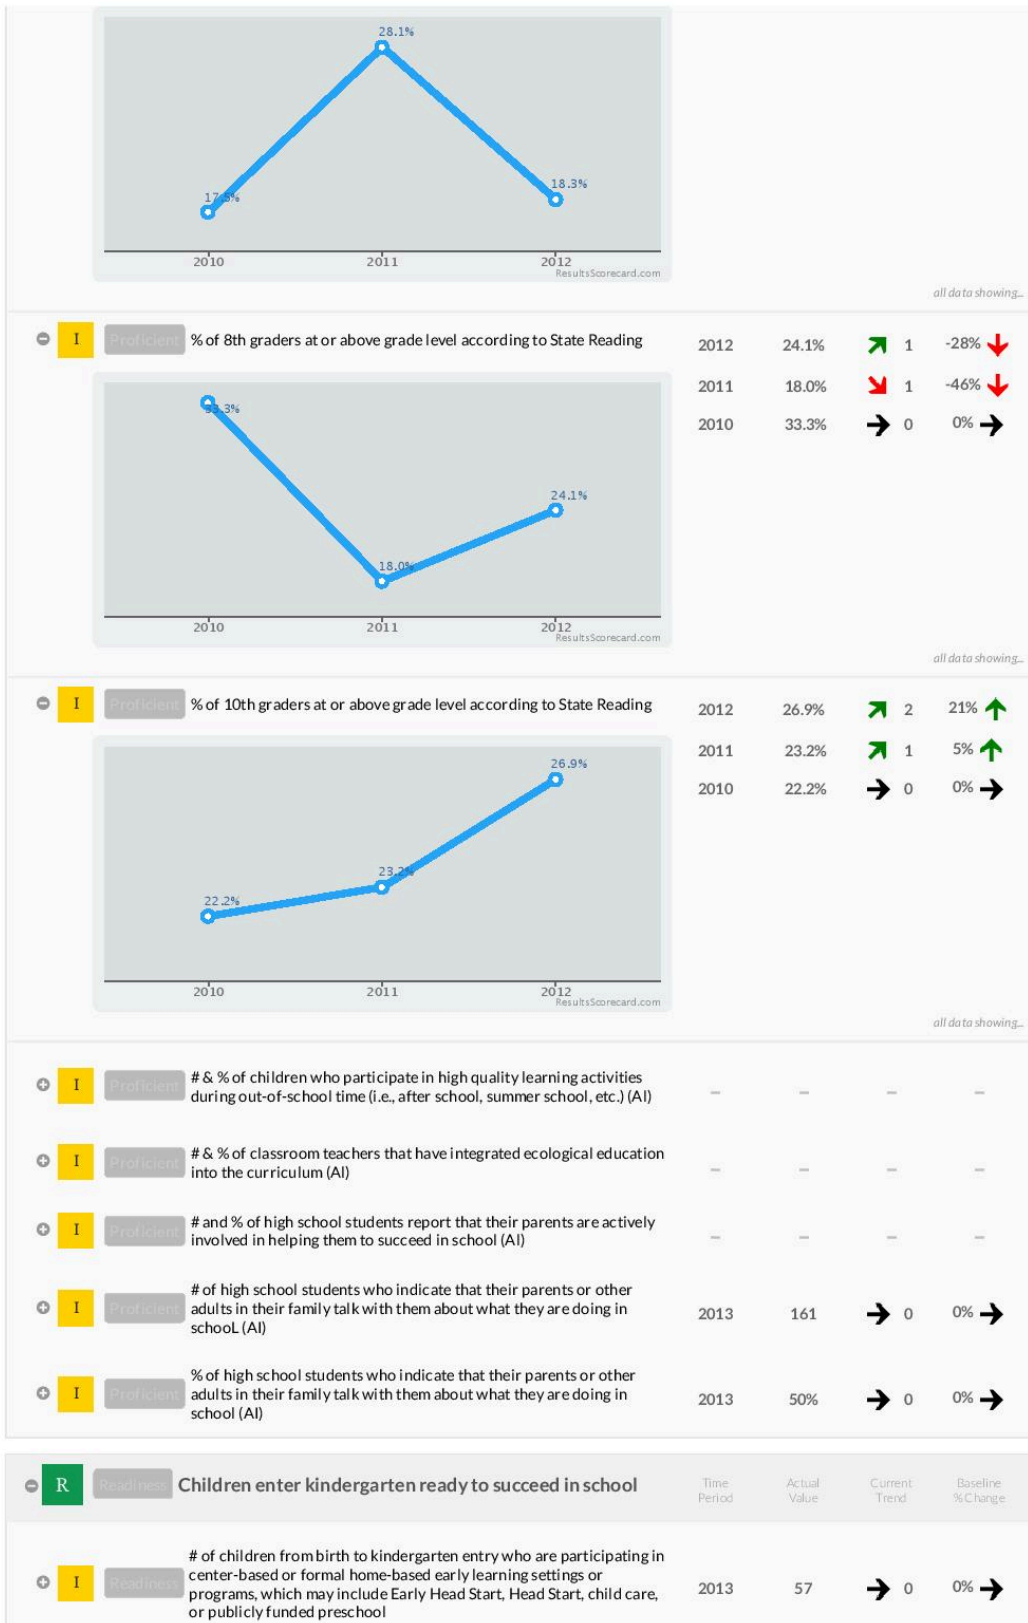 28.1%
17.5%
18.3%
2010 2011 2012
ResultsScorecard.com
all data showing...
I Proficient % of 8th graders at or above grade level according to State Reading
2012 24.1% 1 -28%
2011 18.0% 1 -46%
2010 33.3% 0 0%
33.3%
24.1%
18.0%
2010 2011 2012
ResultsScorecard.com
all data showing...
I Proficient % of 10th graders at or above grade level according to State Reading
2012 26.9% 2 21%
2011 23.2% 1 5%
2010 22.2% 0 0%
26.9%
23.2%
22.2%
2010 2011 2012
ResultsScorecard.com
all data showing...
I Proficient # & % of children who participate in high quality learning activities
during out-of-school time (i.e., after school, summer school, etc.) (AI)
– – – –
I Proficient # & % of classroom teachers that have integrated ecological education
into the curriculum (AI)
– – – –
I Proficient # and % of high school students report that their parents are actively
involved in helping them to succeed in school (AI)
– – – –
# of high school students who indicate that their parents or other
I Proficient adults in their family talk with them about what they are doing in
schooL (AI)
2013 161 0 0%
% of high school students who indicate that their parents or other
I Proficient adults in their family talk with them about what they are doing in
school (AI)
2013 50% 0 0%
R Readiness Children enter kindergarten ready to succeed in school
Time Period Actual Value Current Trend Baseline % Change
# of children from birth to kindergarten entry who are participating in
I Readiness center-based or formal home-based early learning settings or
programs, which may include Early Head Start, Head Start, child care,
or publicly funded preschool
2013 57 0 0%